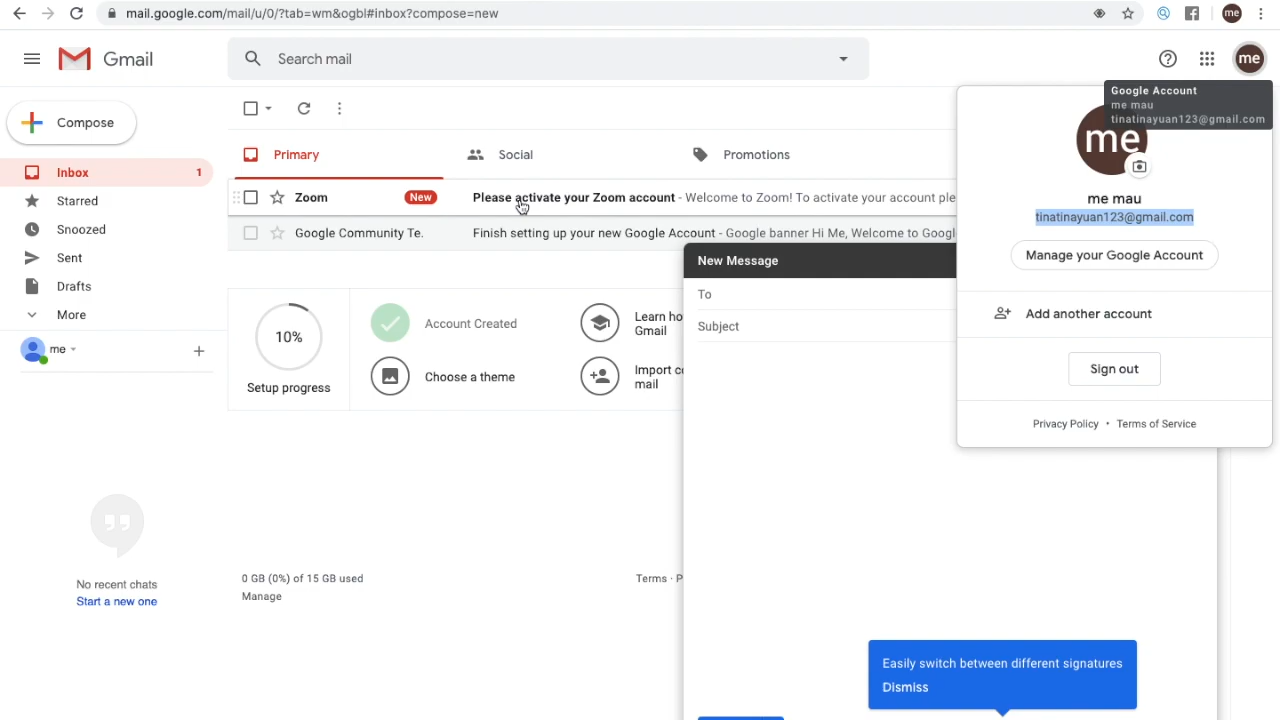 mail.google.com/mail/u/0/?tab=wm&ogbl#inbox?compose=new
me
Gmail
Search mail
me
Google Account
me mau
tinatinayuan123@gmail.com
Compose
me
Inbox 1
Starred
Snoozed
Sent
Drafts
More
me
Primary
Social
Promotions
Zoom New Please activate your Zoom account - Welcome to Zoom! To activate your account ple
Google Community Te. Finish setting up your new Google Account - Google banner Hi Me, Welcome to Googl
me mau
tinatinayuan123@gmail.com
Manage your Google Account
Add another account
Sign out
Privacy Policy • Terms of Service
10%
Setup progress
Account Created
Learn ho
Gmail
Choose a theme
Import co
mail
New Message
To
Subject
No recent chats
Start a new one
0 GB (0%) of 15 GB used
Manage
Terms · P
Easily switch between different signatures
Dismiss